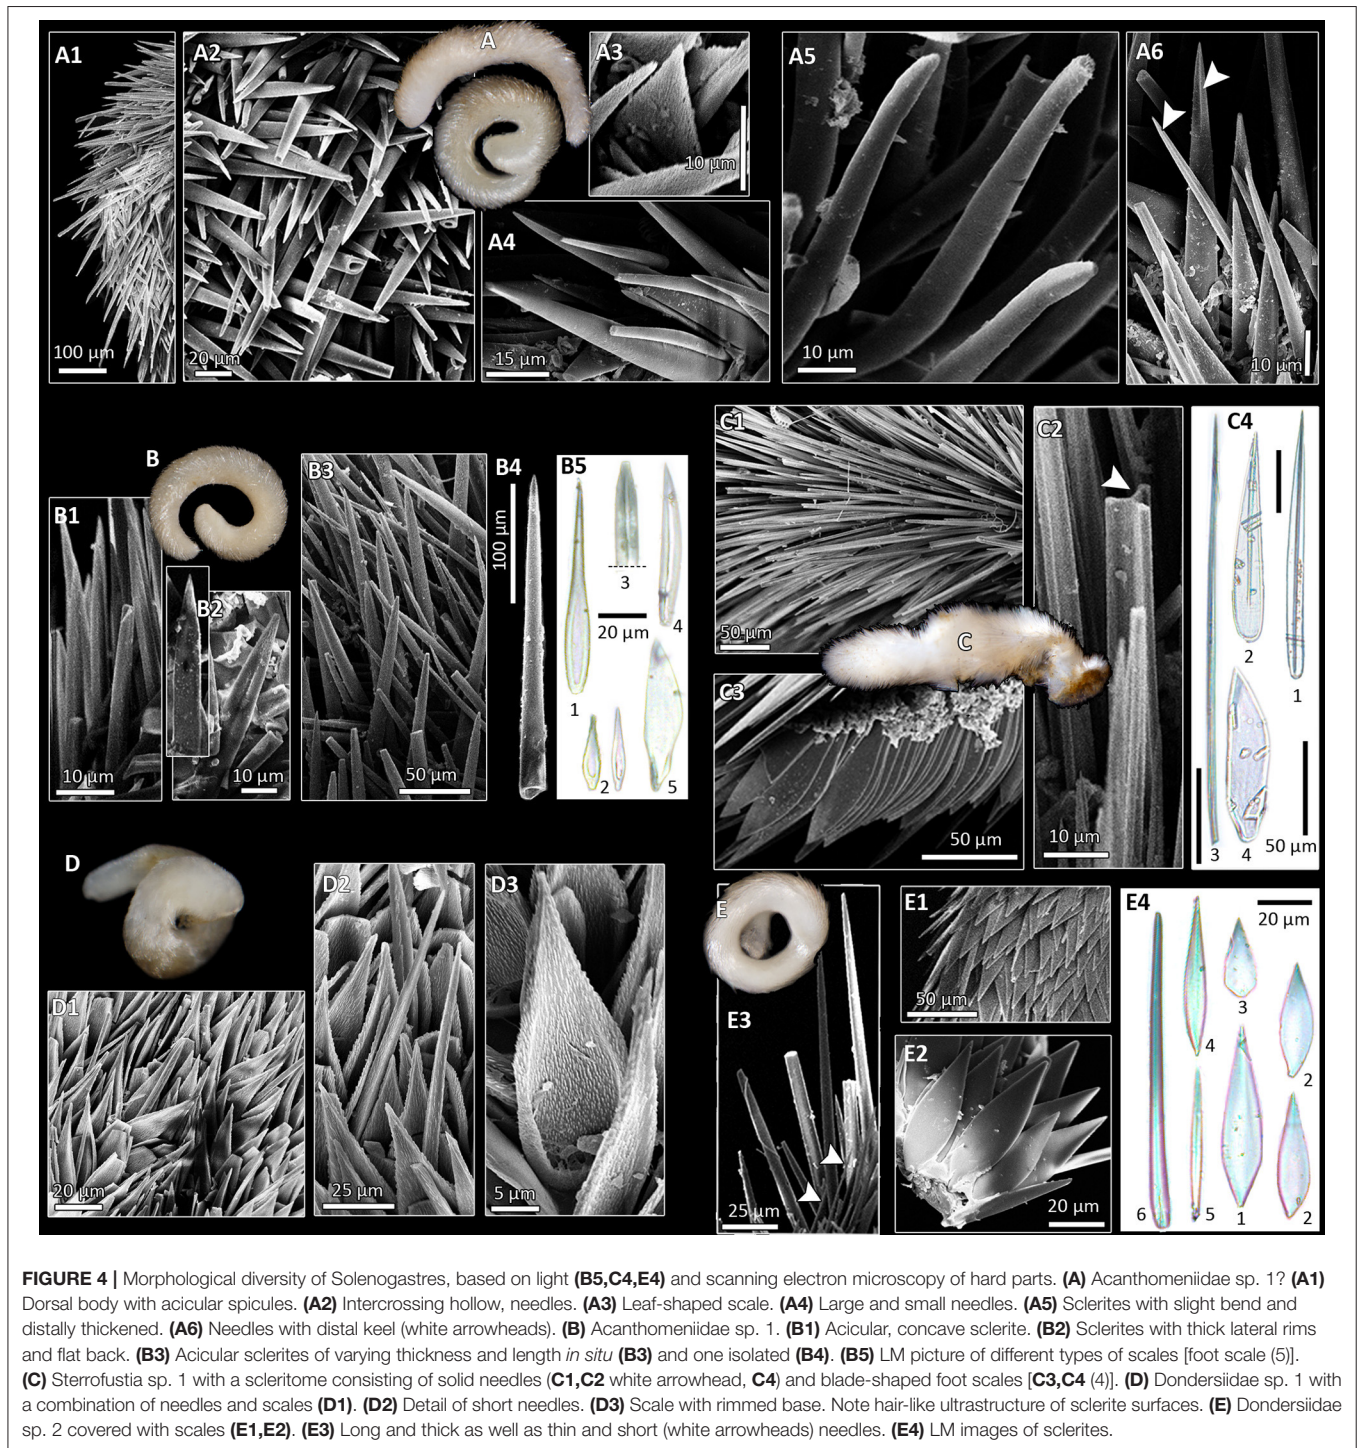 A1
A2
A
A3
A4
A5
A6
100 µm
20 µm
10 µm
15 µm
10 µm
10 µm
B
B1
B2
B3
B4
B5
100 µm
1
2
3
4
5
20 µm
10 µm
10 µm
50 µm
C1
C2
C4
C
C3
50 µm
50 µm
10 µm
1
2
3
4
50 µm
D
D1
D2
D3
20 µm
25 µm
5 µm
E
E1
E2
E3
E4
50 µm
20 µm
25 µm
20 µm
3
4
2
6
5
1
2
FIGURE 4 | Morphological diversity of Solenogastres, based on light (B5,C4,E4) and scanning electron microscopy of hard parts. (A) Acanthomeniidae sp. 1? (A1)
Dorsal body with acicular spicules. (A2) Intercrossing hollow, needles. (A3) Leaf-shaped scale. (A4) Large and small needles. (A5) Sclerites with slight bend and
distally thickened. (A6) Needles with distal keel (white arrowheads). (B) Acanthomeniidae sp. 1. (B1) Acicular, concave sclerite. (B2) Sclerites with thick lateral rims
and flat back. (B3) Acicular sclerites of varying thickness and length in situ (B3) and one isolated (B4). (B5) LM picture of different types of scales [foot scale (5)].
(C) Sterrofustia sp. 1 with a scleritome consisting of solid needles (C1,C2 white arrowhead, C4) and blade-shaped foot scales [C3,C4 (4)]. (D) Dondersiidae sp. 1 with
a combination of needles and scales (D1). (D2) Detail of short needles. (D3) Scale with rimmed base. Note hair-like ultrastructure of sclerite surfaces. (E) Dondersiidae
sp. 2 covered with scales (E1,E2). (E3) Long and thick as well as thin and short (white arrowheads) needles. (E4) LM images of sclerites.